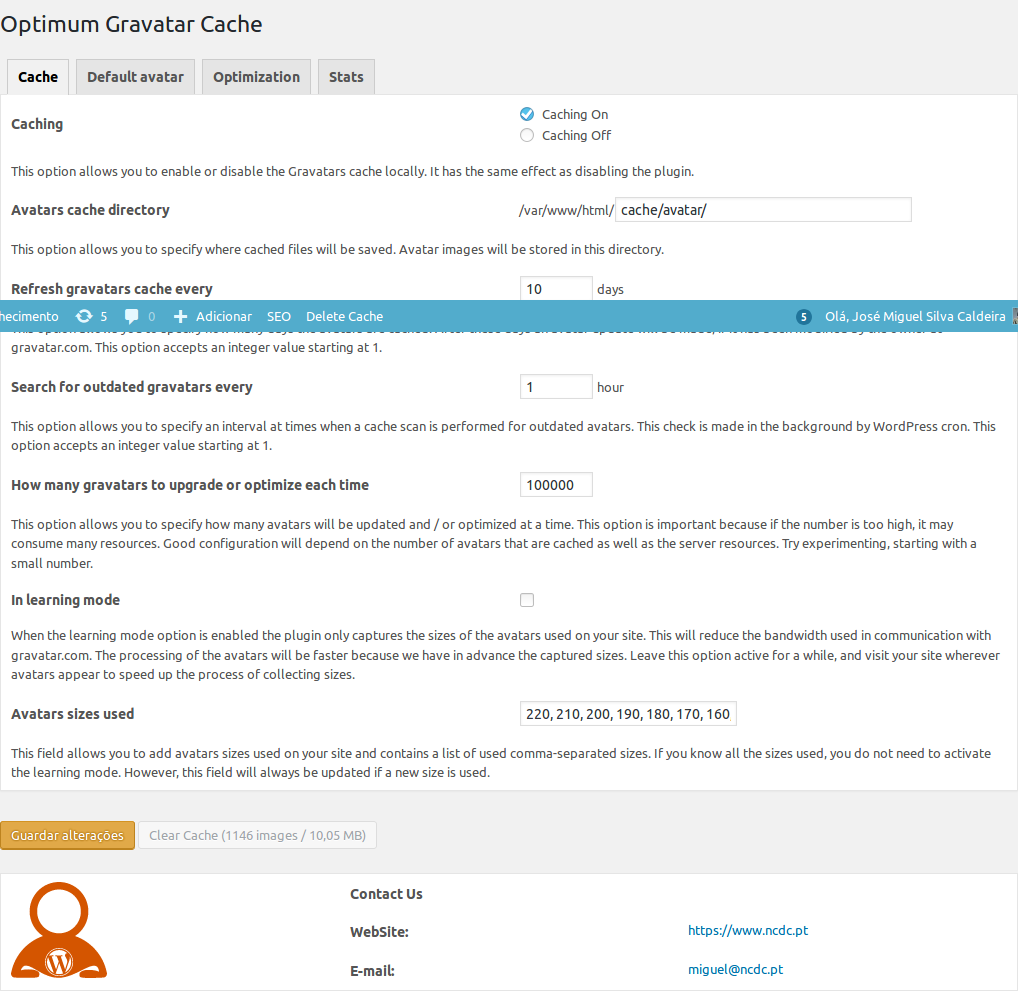 Optimum Gravatar Cache
Cache Default avatar Optimization Stats
Caching
Caching On
Caching Off
This option allows you to enable or disable the Gravatars cache locally. It has the same effect as disabling the plugin.
Avatars cache directory /var/www/html/ cache/avatar/
This option allows you to specify where cached files will be saved. Avatar images will be stored in this directory.
Refresh gravatars cache every 10 days
hecimento 5 0 Adicionar SEO Delete Cache 5 Olá, José Miguel Silva Caldeira
gravatar.com. This option accepts an integer value starting at 1.
Search for outdated gravatars every 1 hour
This option allows you to specify an interval at times when a cache scan is performed for outdated avatars. This check is made in the background by WordPress cron. This
option accepts an integer value starting at 1.
How many gravatars to upgrade or optimize each time 100000
This option allows you to specify how many avatars will be updated and / or optimized at a time. This option is important because if the number is too high, it may
consume many resources. Good configuration will depend on the number of avatars that are cached as well as the server resources. Try experimenting, starting with a
small number.
In learning mode
When the learning mode option is enabled the plugin only captures the sizes of the avatars used on your site. This will reduce the bandwidth used in communication with
gravatar.com. The processing of the avatars will be faster because we have in advance the captured sizes. Leave this option active for a while, and visit your site wherever
avatars appear to speed up the process of collecting sizes.
Avatars sizes used 220, 210, 200, 190, 180, 170, 160
This field allows you to add avatars sizes used on your site and contains a list of used comma-separated sizes. If you know all the sizes used, you do not need to activate
the learning mode. However, this field will always be updated if a new size is used.
Guardar alterações Clear Cache (1146 images / 10,05 MB)
Contact Us
WebSite: https://www.ncdc.pt
E-mail: miguel@ncdc.pt